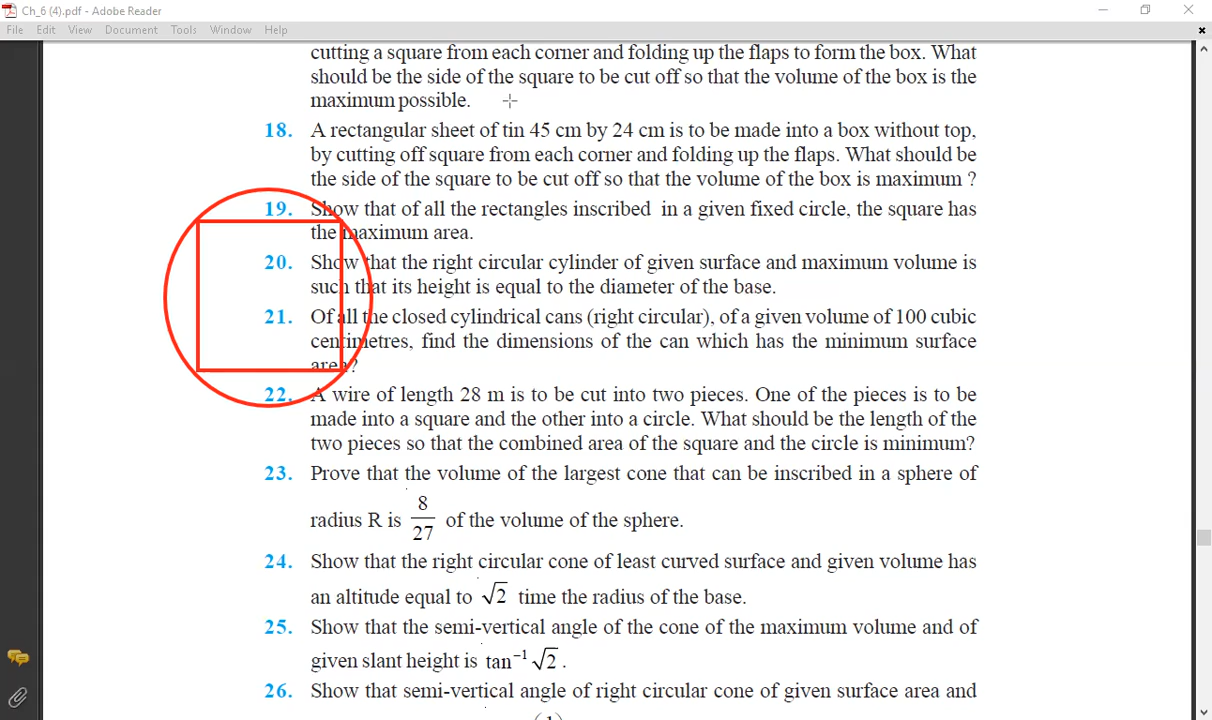 Ch_6 (4).pdf - Adobe Reader
File Edit View Document Tools Window Help
cutting a square from each corner and folding up the flaps to form the box. What
should be the side of the square to be cut off so that the volume of the box is the
maximum possible.
18. A rectangular sheet of tin 45 cm by 24 cm is to be made into a box without top,
by cutting off square from each corner and folding up the flaps. What should be
the side of the square to be cut off so that the volume of the box is maximum ?
19. Show that of all the rectangles inscribed in a given fixed circle, the square has
the maximum area.
20. Show that the right circular cylinder of given surface and maximum volume is
such that its height is equal to the diameter of the base.
21. Of all the closed cylindrical cans (right circular), of a given volume of 100 cubic
centimetres, find the dimensions of the can which has the minimum surface
area?
22. A wire of length 28 m is to be cut into two pieces. One of the pieces is to be
made into a square and the other into a circle. What should be the length of the
two pieces so that the combined area of the square and the circle is minimum?
23. Prove that the volume of the largest cone that can be inscribed in a sphere of
radius R is 8/27 of the volume of the sphere.
24. Show that the right circular cone of least curved surface and given volume has
an altitude equal to √2 time the radius of the base.
25. Show that the semi-vertical angle of the cone of the maximum volume and of
given slant height is tan⁻¹ √2 .
26. Show that semi-vertical angle of right circular cone of given surface area and